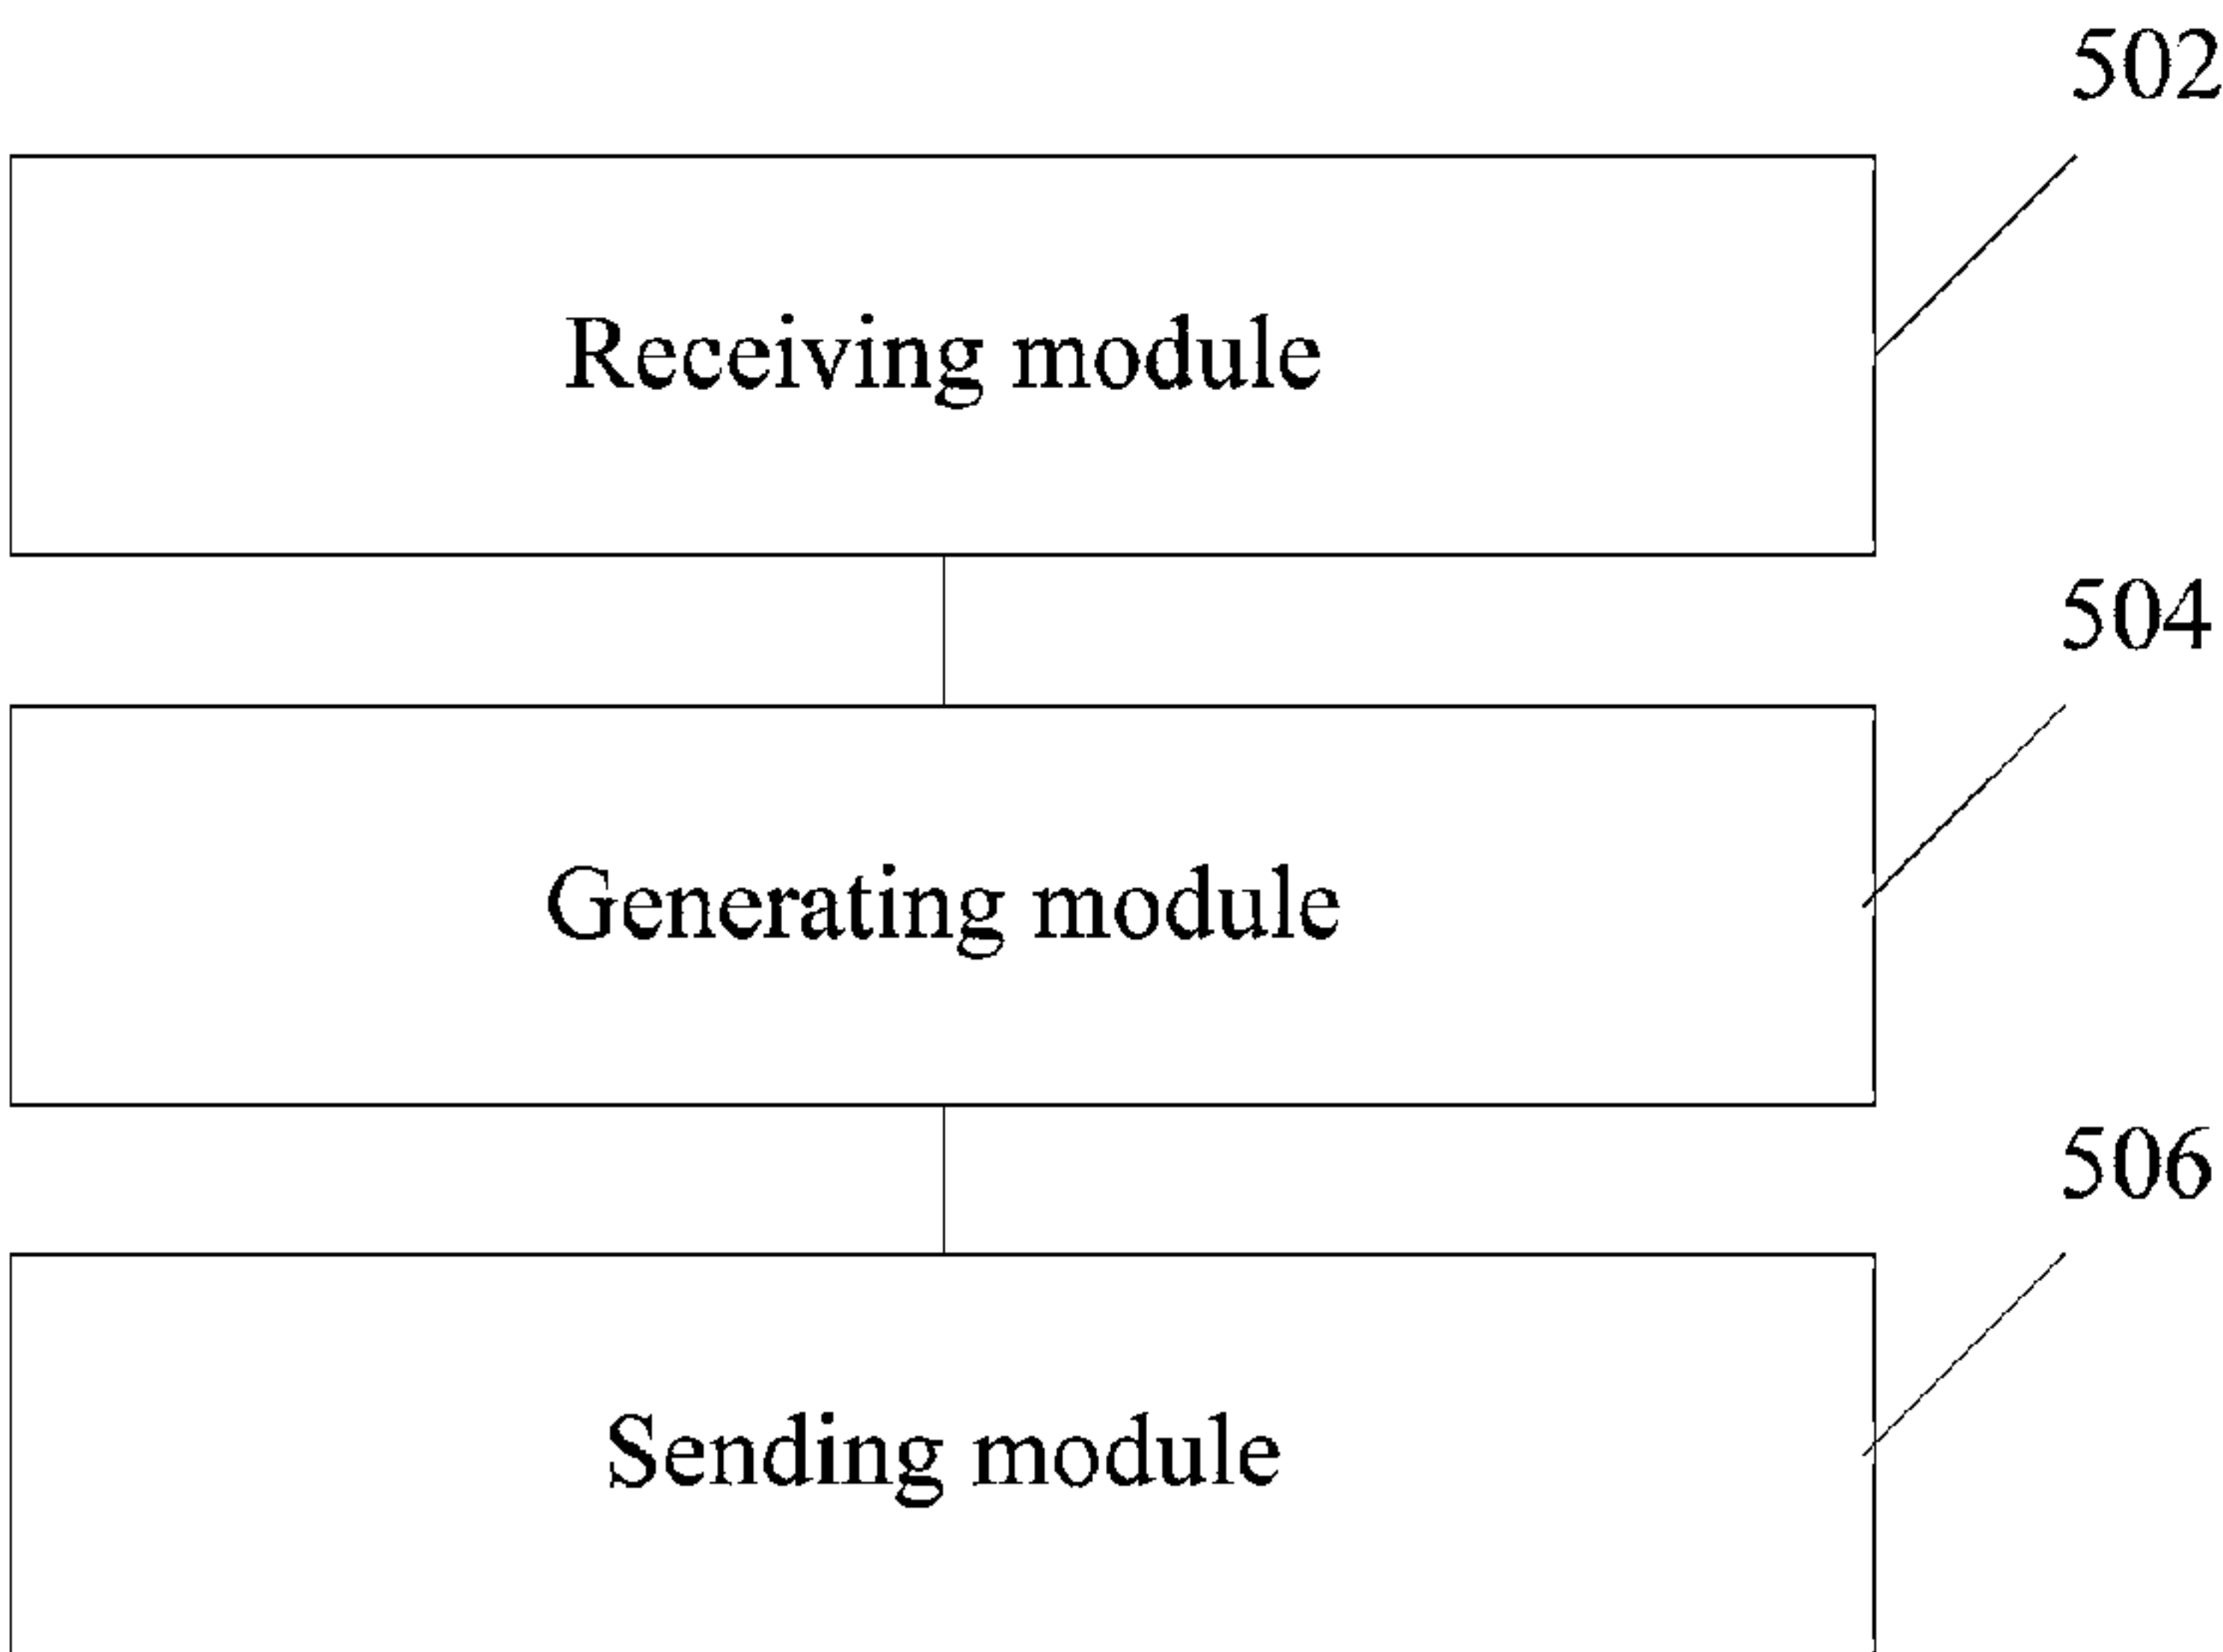 502
Receiving module
504
Generating module
506
Sending module